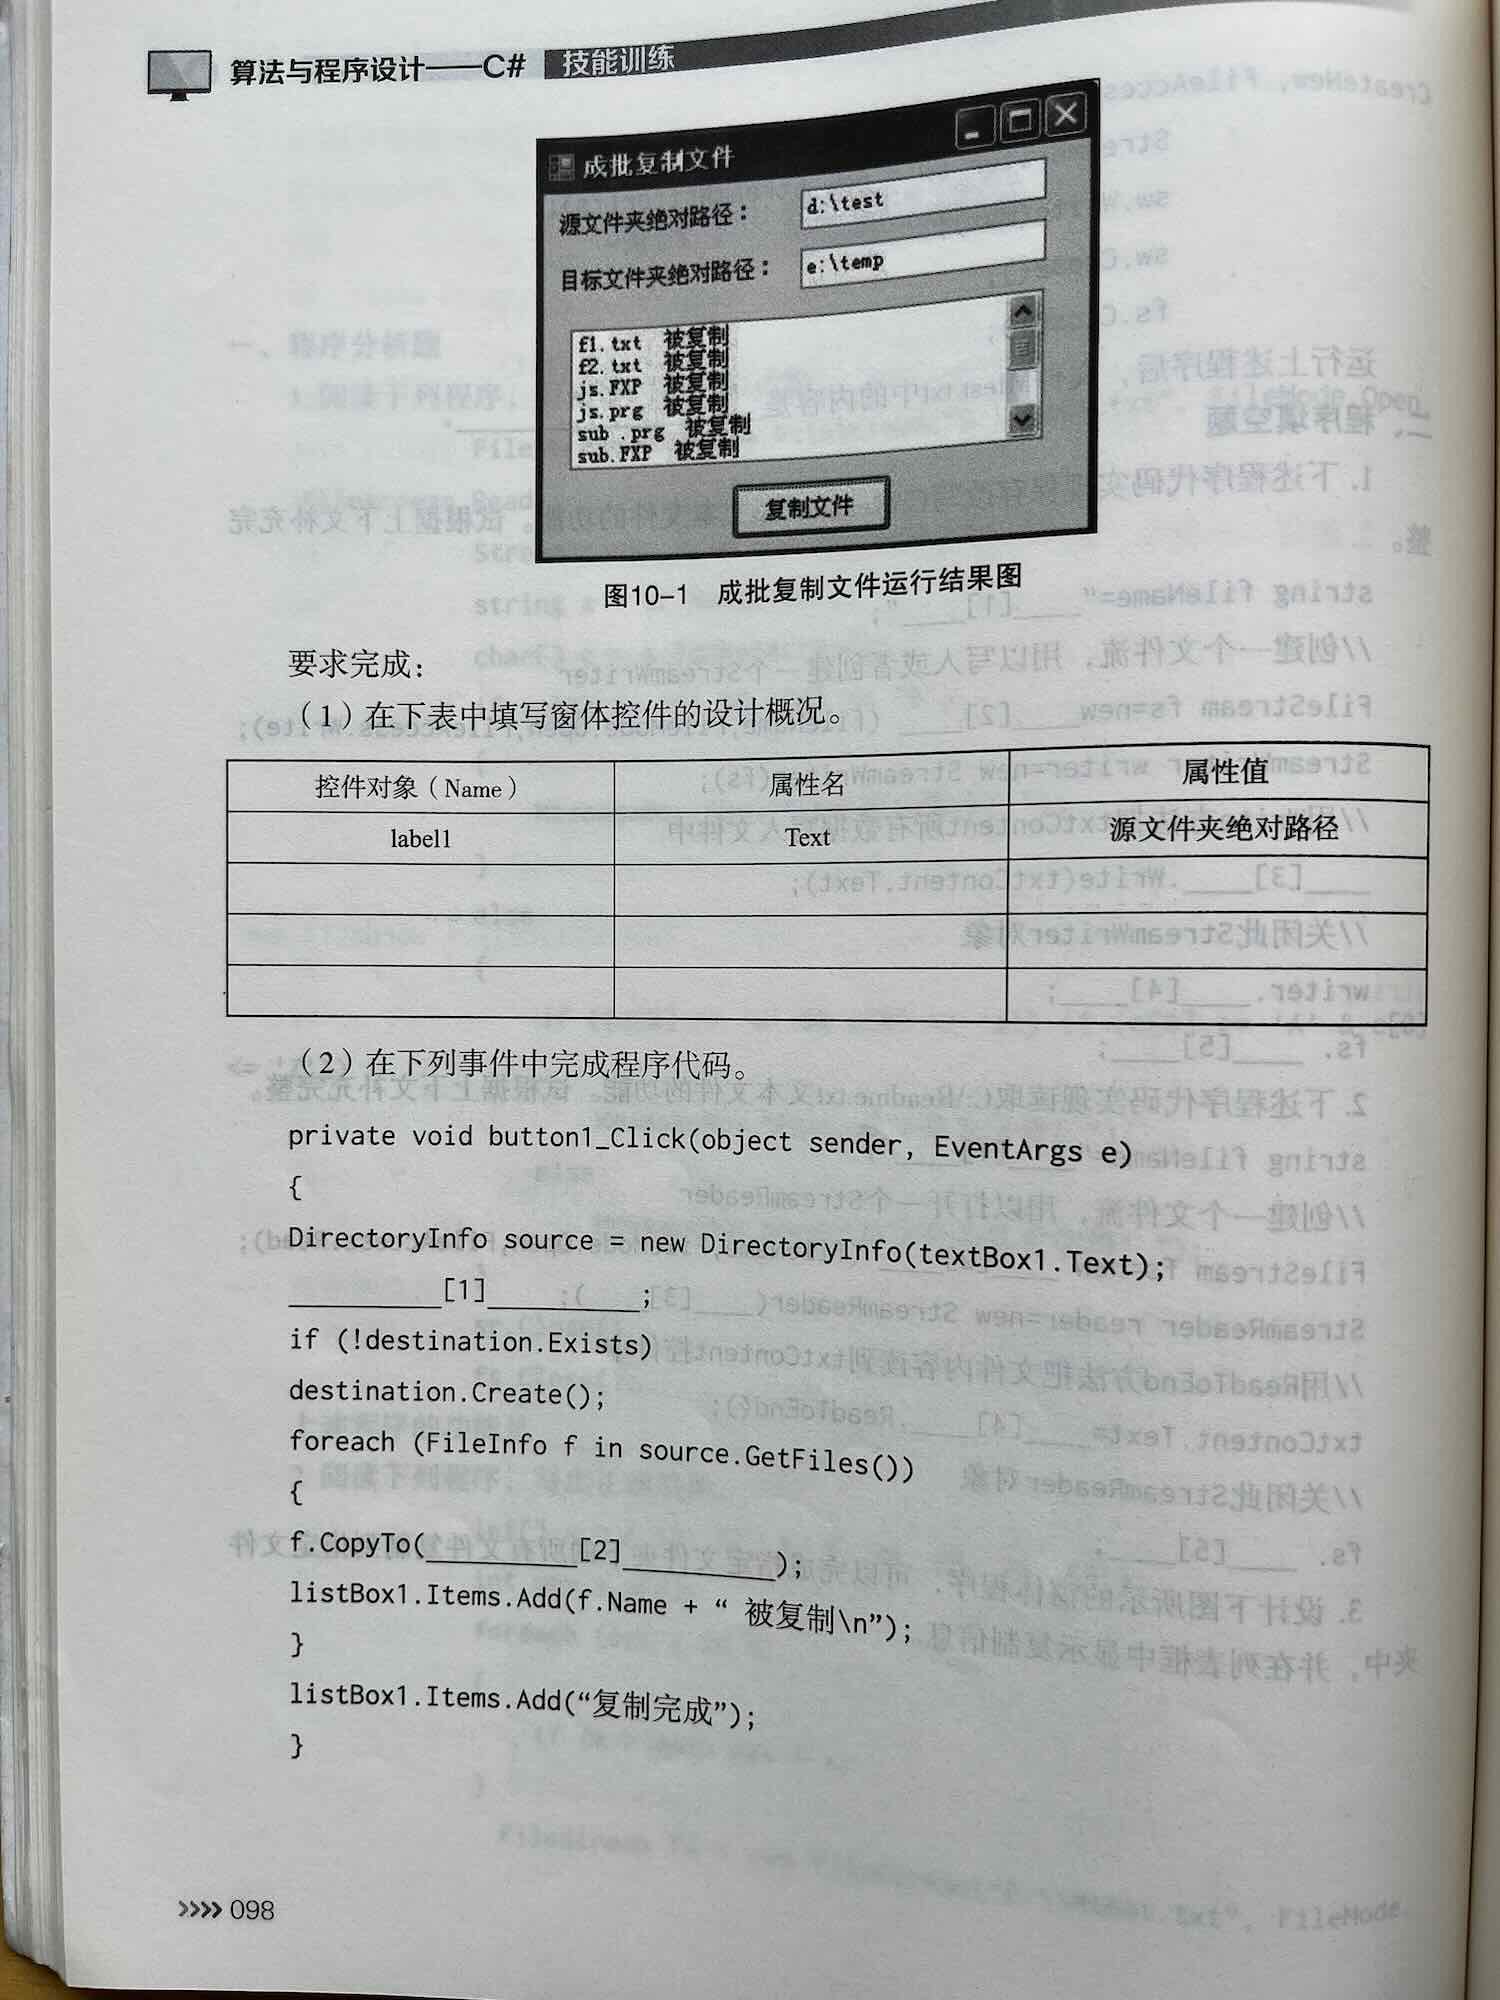 算法与程序设计——C# 技能训练
成批复制文件
源文件夹绝对路径： d:\test
目标文件夹绝对路径： e:\temp
f1.txt 被复制
f2.txt 被复制
js.FXP 被复制
js.prg 被复制
sub .prg 被复制
sub.FXP 被复制
复制文件
图10-1 成批复制文件运行结果图
要求完成：
（1）在下表中填写窗体控件的设计概况。
控件对象（Name） 属性名 属性值
label1 Text 源文件夹绝对路径
（2）在下列事件中完成程序代码。
private void button1_Click(object sender, EventArgs e)
{
DirectoryInfo source = new DirectoryInfo(textBox1.Text);
__________[1]__________;
if (!destination.Exists)
destination.Create();
foreach (FileInfo f in source.GetFiles())
{
f.CopyTo(__________[2]__________);
listBox1.Items.Add(f.Name + “ 被复制\n”);
}
listBox1.Items.Add(“复制完成”);
}
>>>> 098